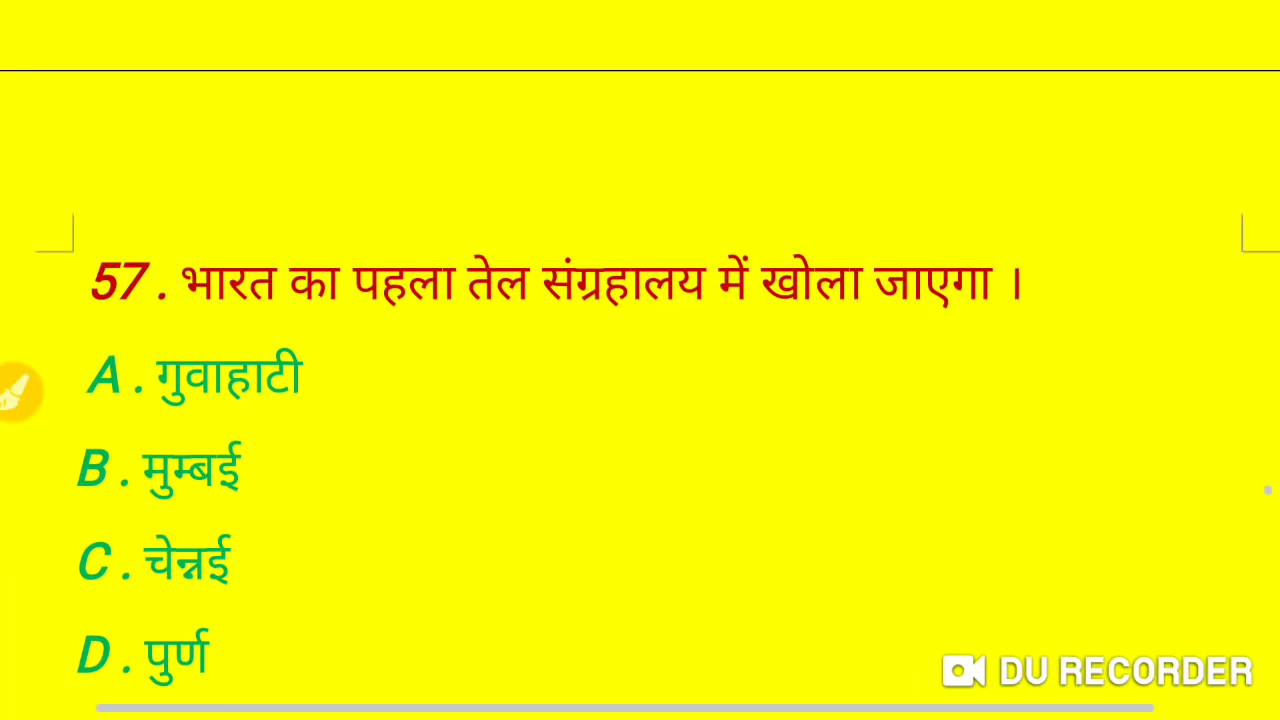 57 . भारत का पहला तेल संग्रहालय में खोला जाएगा ।
A . गुवाहाटी
B . मुम्बई
C . चेन्नई
D . पुर्ण
DU RECORDER